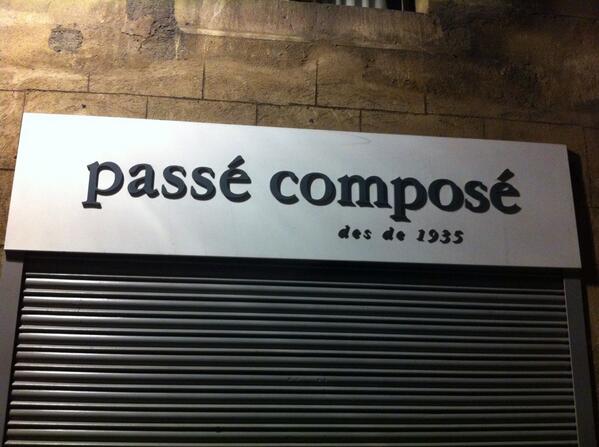 passé composé
des de 1935